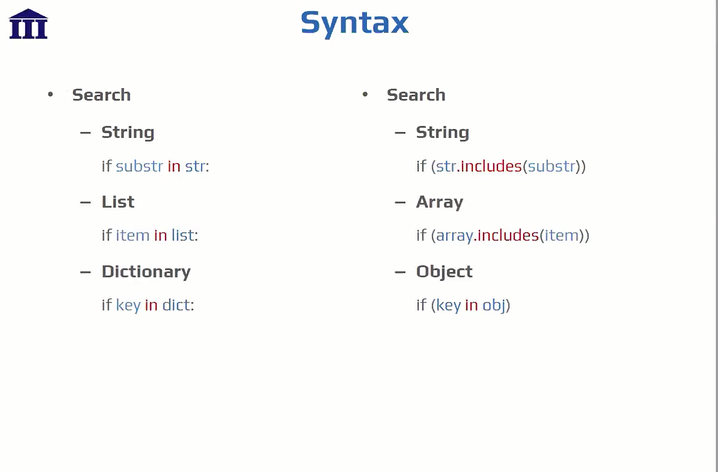 Syntax
• Search
– String
if substr in str:
– List
if item in list:
– Dictionary
if key in dict:
• Search
– String
if (str.includes(substr))
– Array
if (array.includes(item))
– Object
if (key in obj)